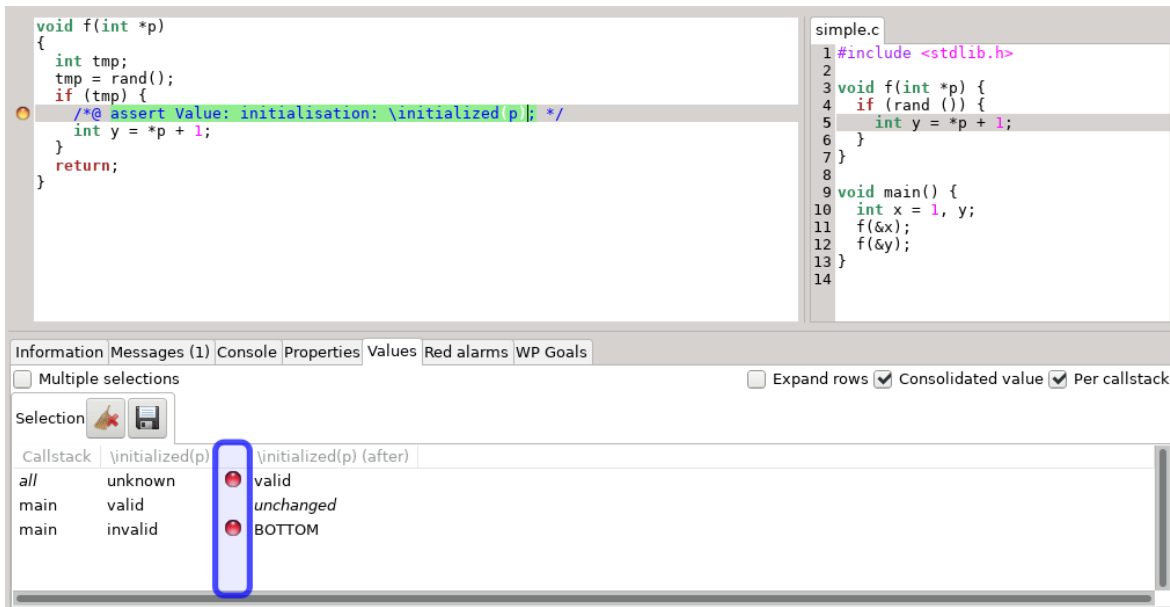 void f(int *p)
{
int tmp;
tmp = rand();
if (tmp) {
/*@ assert Value: initialisation: \initialized(p); */
int y = *p + 1;
}
return;
}
simple.c
1 #include <stdlib.h>
2
3 void f(int *p) {
4 if (rand ()) {
5 int y = *p + 1;
6 }
7 }
8
9 void main() {
10 int x = 1, y;
11 f(&x);
12 f(&y);
13 }
14
Information Messages (1) Console Properties Values Red alarms WP Goals
Multiple selections Expand rows Consolidated value Per callstack
Selection
Callstack \initialized(p) \initialized(p) (after)
all unknown valid
main valid unchanged
main invalid BOTTOM